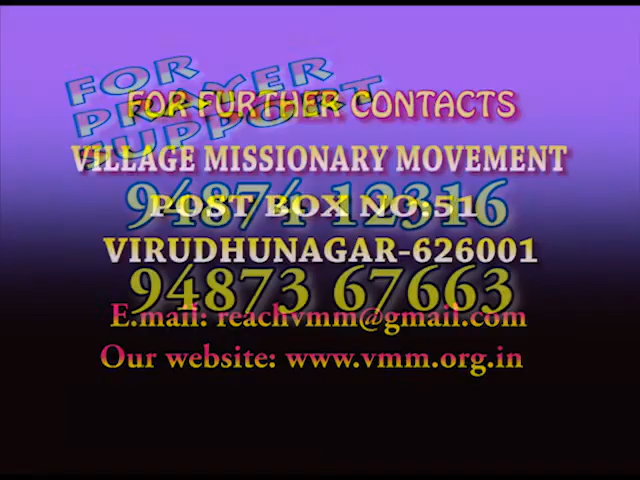 FOR
PRAYER
SUPPORT
FOR FURTHER CONTACTS
VILLAGE MISSIONARY MOVEMENT
94874 12316
POST BOX NO:51
VIRUDHUNAGAR-626001
94873 67663
E.mail: reachvmm@gmail.com
Our website: www.vmm.org.in